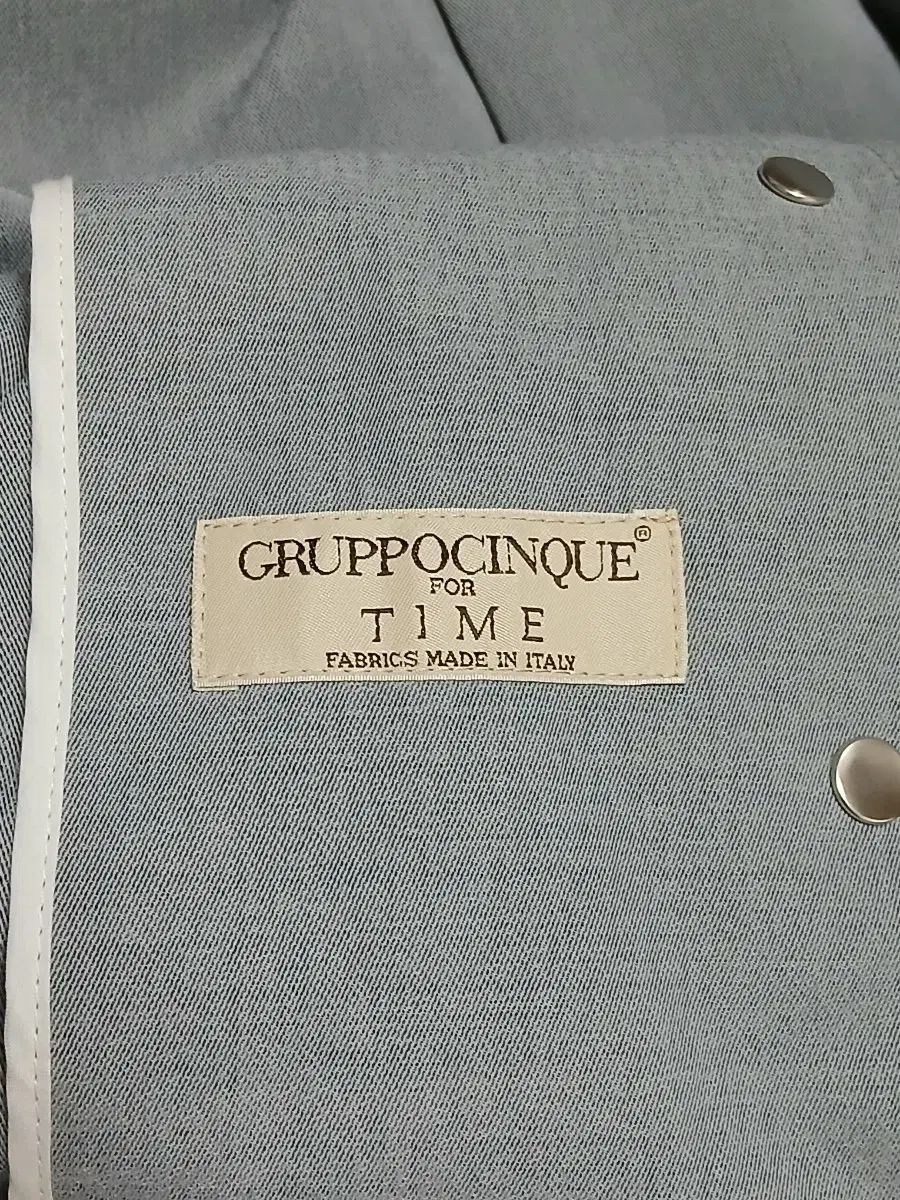 GRUPPOCINQUE®
FOR
TIME
FABRICS MADE IN ITALY